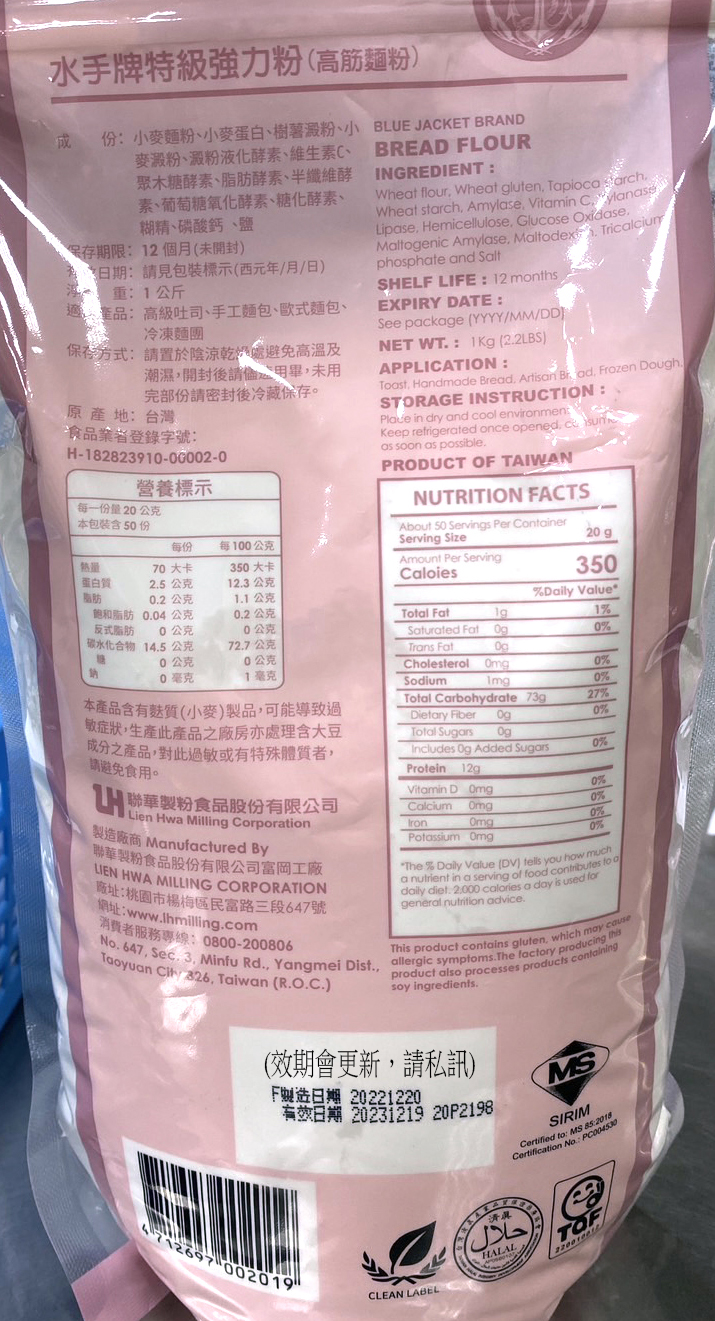 水手牌特級強力粉(高筋麵粉)
成 份: 小麥麵粉、小麥蛋白、樹薯澱粉、小
麥澱粉、澱粉液化酵素、維生素C、
聚木糖酵素、脂肪酵素、半纖維酵
素、葡萄糖氧化酵素、糖化酵素、
糊精、磷酸鈣、鹽
保存期限: 12 個月(未開封)
日期: 請見包裝標示(西元年/月/日)
重: 1 公斤
產品: 高級吐司、手工麵包、歐式麵包、
冷凍麵團
保存方式: 請置於陰涼乾燥處避免高溫及
潮濕,開封後請儘速用畢,未用
完部份請密封後冷藏保存。
原 產 地: 台灣
食品業者登錄字號:
H-182823910-00002-0
營養標示
每一份量 20 公克
本包裝含 50 份
每份 每 100 公克
熱量 70 大卡 350 大卡
蛋白質 2.5 公克 12.3 公克
脂肪 0.2 公克 1.1 公克
飽和脂肪 0.04 公克 0.2 公克
反式脂肪 0 公克 0 公克
碳水化合物 14.5 公克 72.7 公克
糖 0 公克 0 公克
鈉 0 毫克 1 毫克
本產品含有麩質(小麥)製品,可能導致過
敏症狀,生產此產品之廠房亦處理含大豆
成分之產品,對此過敏或有特殊體質者,
請避免食用。
LH 聯華製粉食品股份有限公司
Lien Hwa Milling Corporation
製造廠商 Manufactured By
聯華製粉食品股份有限公司富岡工廠
LIEN HWA MILLING CORPORATION
廠址:桃園市楊梅區民富路三段647號
網址:www.lhmilling.com
消費者服務專線: 0800-200806
No. 647, Sec. 3, Minfu Rd., Yangmei Dist.,
Taoyuan City 326, Taiwan (R.O.C.)
BLUE JACKET BRAND
BREAD FLOUR
INGREDIENT :
Wheat flour, Wheat gluten, Tapioca starch,
Wheat starch, Amylase, Vitamin C, Xylanase
Lipase, Hemicellulose, Glucose Oxidase,
Maltogenic Amylase, Maltodextrin, Tricalcium
phosphate and Salt
SHELF LIFE : 12 months
EXPIRY DATE :
See package (YYYY/MM/DD)
NET WT. : 1Kg (2.2LBS)
APPLICATION :
Toast, Handmade Bread, Artisan Bread, Frozen Dough.
STORAGE INSTRUCTION :
Place in dry and cool environment.
Keep refrigerated once opened, consume
as soon as possible.
PRODUCT OF TAIWAN
NUTRITION FACTS
About 50 Servings Per Container
Serving Size 20 g
Amount Per Serving
Caloies 350
%Daily Value*
Total Fat 1g 1%
Saturated Fat 0g 0%
Trans Fat 0g
Cholesterol 0mg 0%
Sodium 1mg 0%
Total Carbohydrate 73g 27%
Dietary Fiber 0g 0%
Total Sugars 0g
Includes 0g Added Sugars 0%
Protein 12g
Vitamin D 0mg 0%
Calcium 0mg 0%
Iron 0mg 0%
Potassium 0mg 0%
*The % Daily Value (DV) tells you how much
a nutrient in a serving of food contributes to a
daily diet. 2,000 calories a day is used for
general nutrition advice.
This product contains gluten, which may cause
allergic symptoms.The factory producing this
product also processes products containing
soy ingredients.
(效期會更新,請私訊)
製造日期 20221220
有效日期 20231219 20P2198
MS
SIRIM
Certified to: MS 85:2018
Certification No.: PC004530
4 712697 002019
CLEAN LABEL
清真
حلال
HALAL
TQF